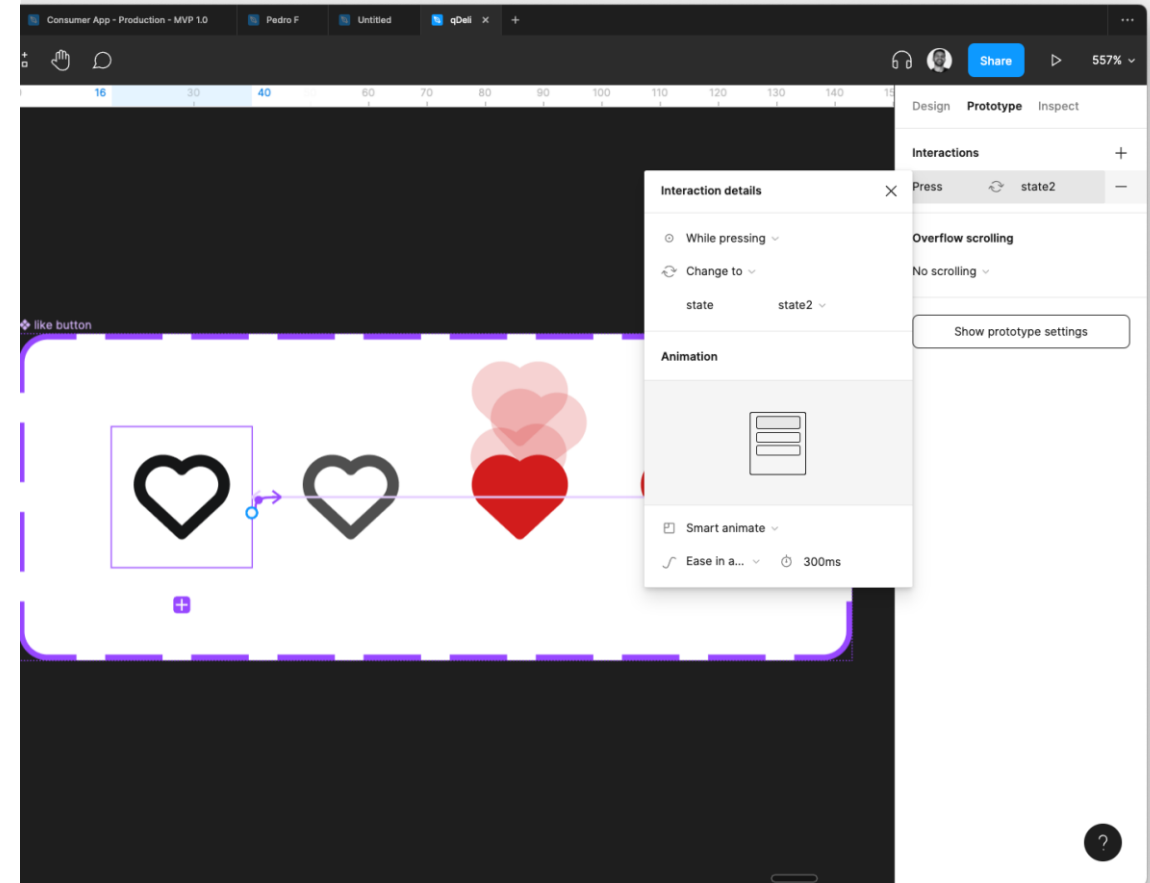 Consumer App - Production - MVP 1.0 Pedro F Untitled qDeli × + ...
Share 557%
16 30 40 60 70 80 90 100 110 120 130 140 15
Design Prototype Inspect
Interactions +
Press state2 —
Interaction details
While pressing
Overflow scrolling
Change to
No scrolling
state state2
like button
Show prototype settings
Animation
Smart animate
Ease in a... 300ms
?